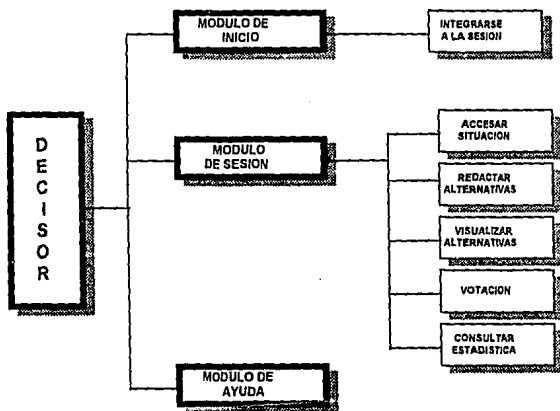 MODULO DE
INICIO
INTEGRARSE
A LA SESION
DECISOR
MODULO
DE SESION
ACCESAR
SITUACION
REDACTAR
ALTERNATIVAS
VISUALIZAR
ALTERNATIVAS
VOTACION
CONSULTAR
ESTADISTICA
MODULO DE
AYUDA